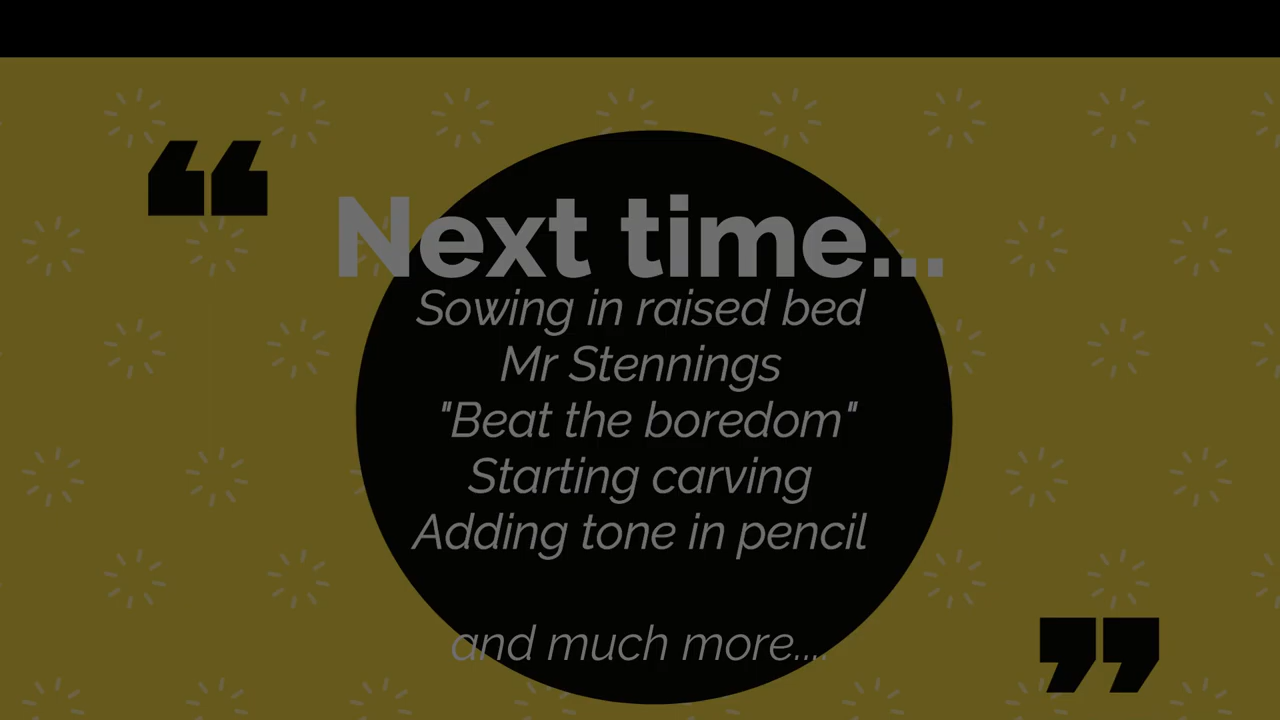 Next time...
Sowing in raised bed
Mr Stennings
"Beat the boredom"
Starting carving
Adding tone in pencil
and much more....